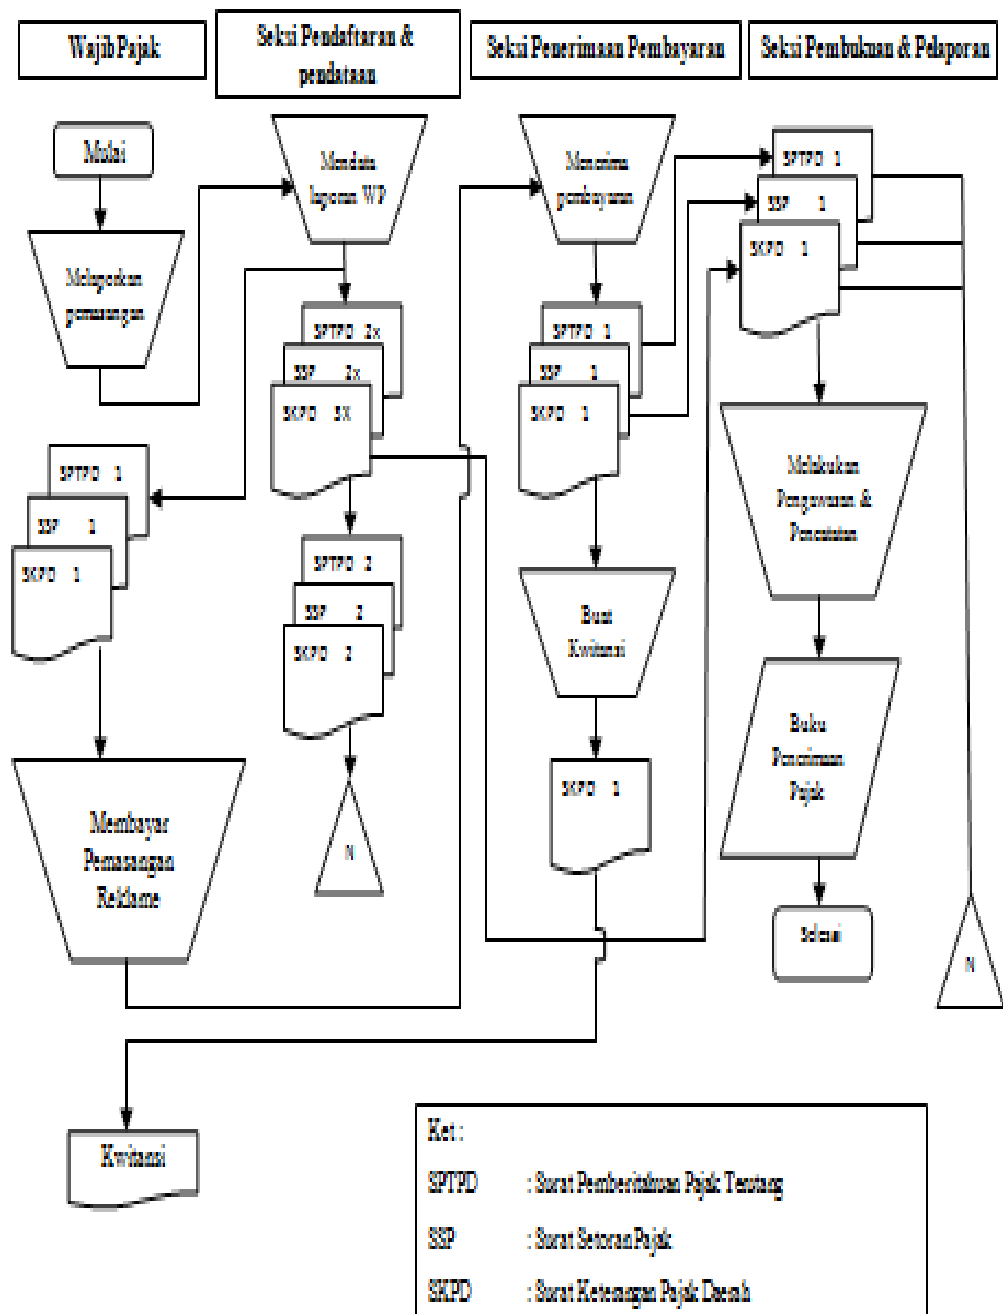 Wajib Pajak
Seksi Pendaftaran &
pendataan
Seksi Penerimaan Pembayaran
Seksi Pembukuan & Pelaporan
Mulai
Melaporkan
pemasangan
SPTPD 1
SSP 1
SKPD 1
Membayar
Pemasangan
Reklame
Kwitansi
Mendata
laporan WP
SPTPD 2x
SSP 2x
SKPD 3X
SPTPD 2
SSP 2
SKPD 2
N
Menerima
pembayaran
SPTPD 1
SSP 1
SKPD 1
Buat
Kwitansi
SKPD 1
SPTPD 1
SSP 1
SKPD 1
Melakukan
Pengawasan &
Pencatatan
Buku
Penerimaan
Pajak
Selesai
N
Ket :
SPTPD : Surat Pemberitahuan Pajak Terutang
SSP : Surat Setoran Pajak
SKPD : Surat Keterangan Pajak Daerah